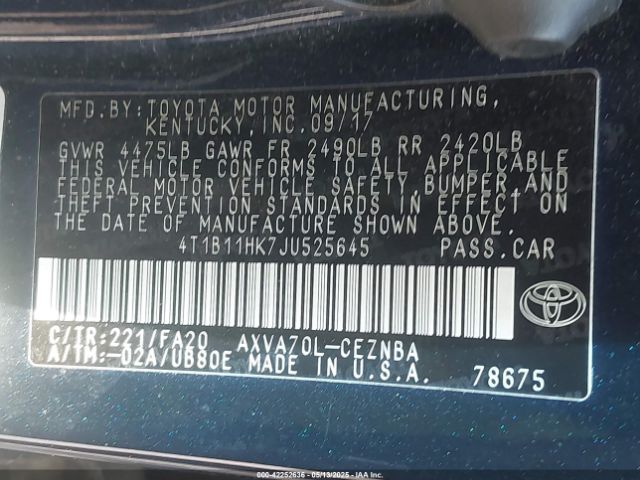 MFD.BY:TOYOTA MOTOR MANUFACTURING,
KENTUCKY,INC.09/17
GVWR 4475LB GAWR FR 2490LB RR 2420LB
THIS VEHICLE CONFORMS TO ALL APPLICABLE
FEDERAL MOTOR VEHICLE SAFETY,BUMPER,AND
THEFT PREVENTION STANDARDS IN EFFECT ON
THE DATE OF MANUFACTURE SHOWN ABOVE.
4T1B11HK7JU525645 PASS.CAR
C/TR:221/FA20 AXVA70L-CEZNBA
A/TM:-02A/UB80E MADE IN U.S.A. 78675
000-42252636 - 05/13/2025 - IAAI.COM